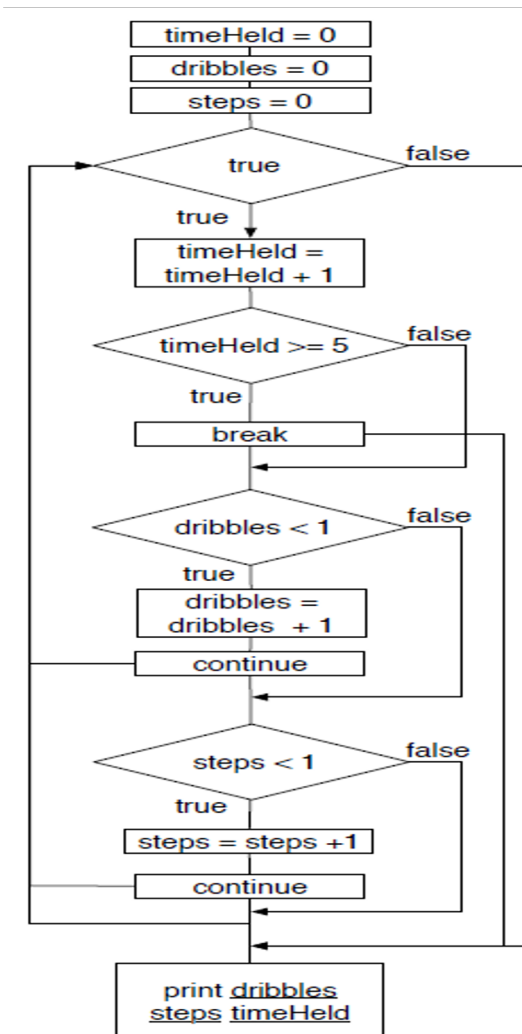 timeHeld = 0
dribbles = 0
steps = 0
true
false
true
timeHeld =
timeHeld + 1
timeHeld >= 5
false
true
break
dribbles < 1
false
true
dribbles =
dribbles + 1
continue
steps < 1
false
true
steps = steps +1
continue
print dribbles
steps timeHeld